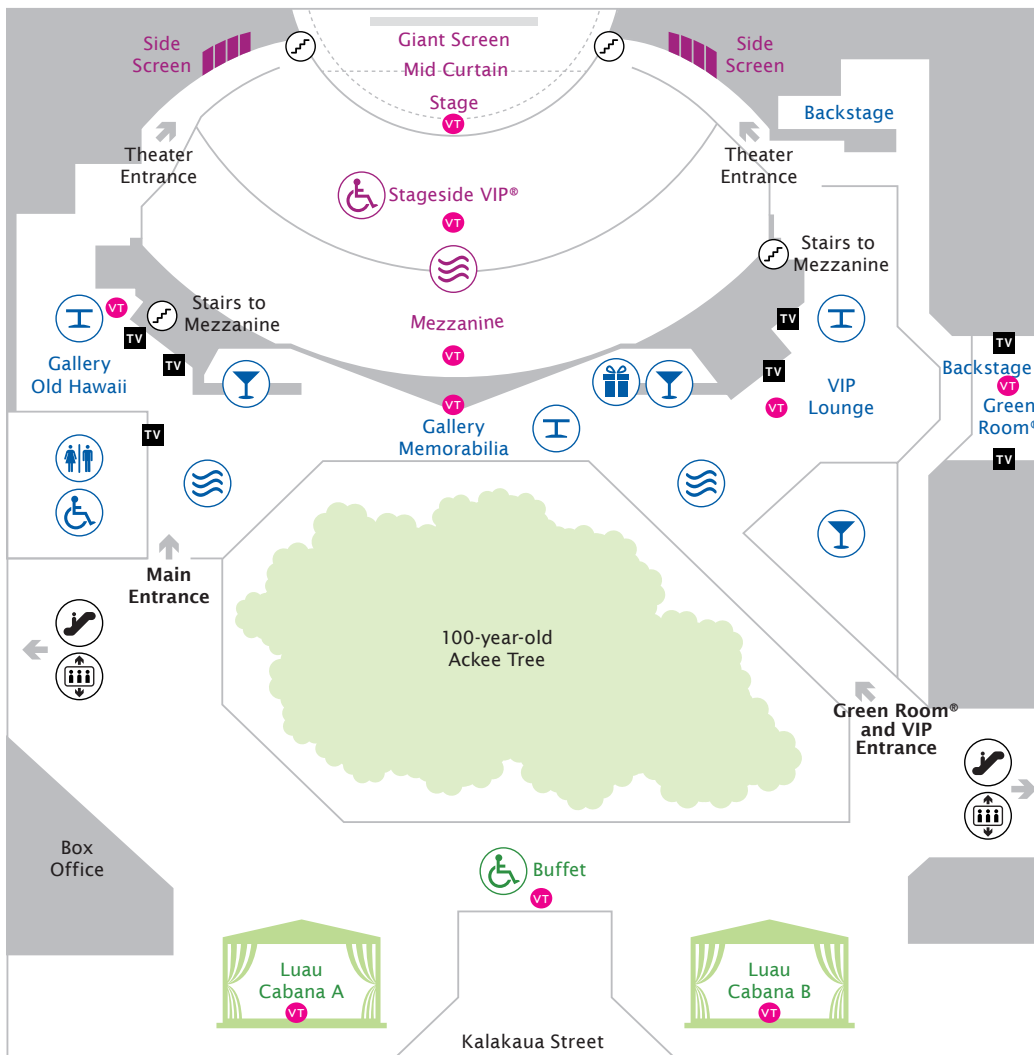 Side
Screen
Giant Screen
Mid Curtain
Stage
VT
Side
Screen
Backstage
Theater
Entrance
Theater
Entrance
Stageside VIP®
VT
Stairs to
Mezzanine
Stairs to
Mezzanine
VT
TV
TV
Gallery
Old Hawaii
Mezzanine
VT
TV
TV
VIP
Lounge
VT
TV
Backstage
VT
Green
Room®
TV
VT
Gallery
Memorabilia
TV
Main
Entrance
100-year-old
Ackee Tree
Green Room®
and VIP
Entrance
Box
Office
Buffet
VT
Luau
Cabana A
VT
Luau
Cabana B
VT
Kalakaua Street